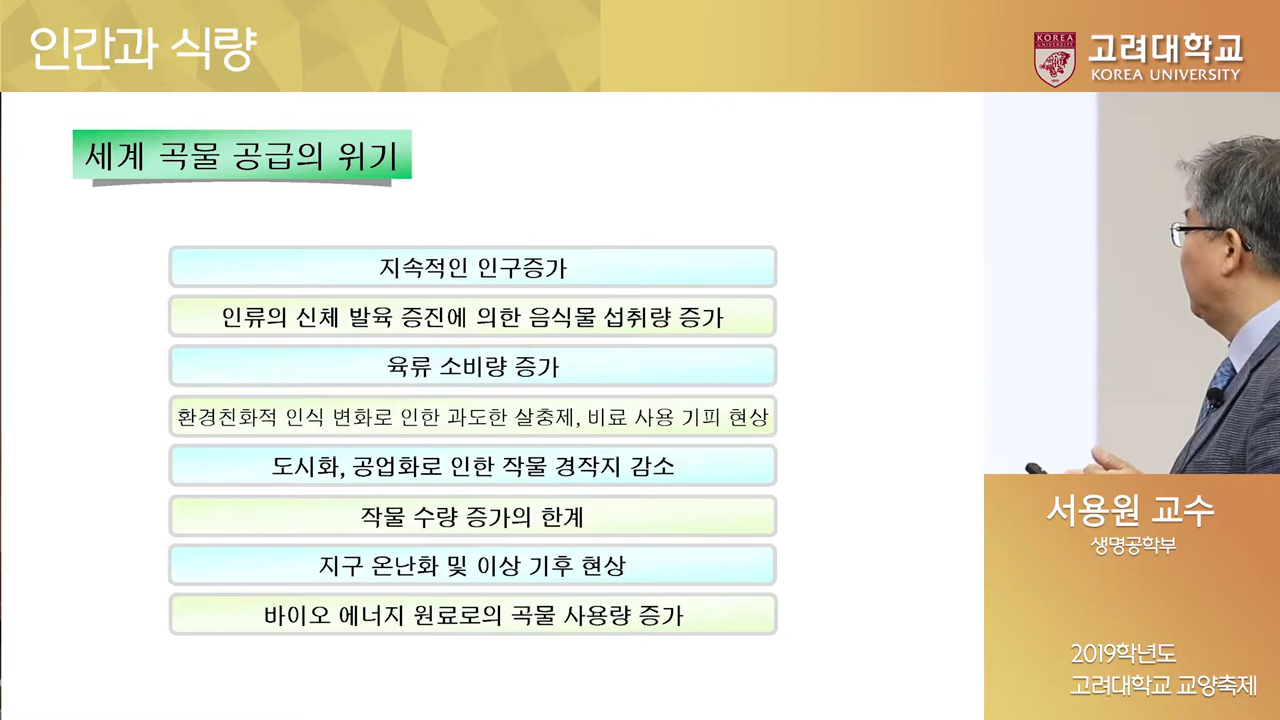 인간과 식량
KOREA
UNIVERSITY
고려대학교
KOREA UNIVERSITY
세계 곡물 공급의 위기
지속적인 인구증가
인류의 신체 발육 증진에 의한 음식물 섭취량 증가
육류 소비량 증가
환경친화적 인식 변화로 인한 과도한 살충제, 비료 사용 기피 현상
도시화, 공업화로 인한 작물 경작지 감소
작물 수량 증가의 한계
지구 온난화 및 이상 기후 현상
바이오 에너지 원료로의 곡물 사용량 증가
서용원 교수
생명공학부
2019학년도
고려대학교 교양축제